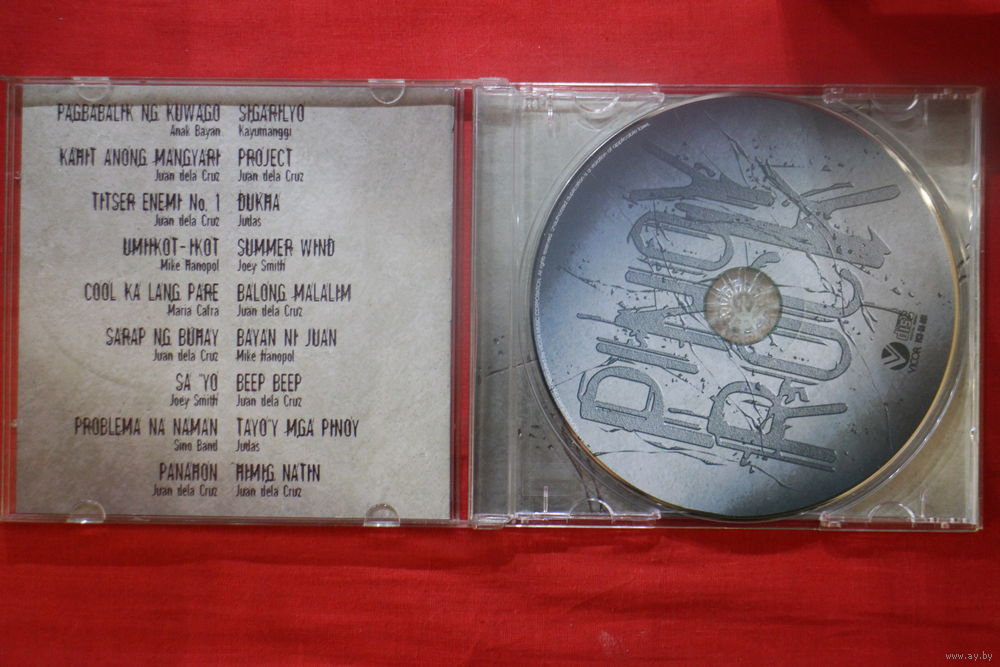 PAGBABALIK NG KUWAGO
Anak Bayan
KAHIT ANONG MANGYARI
Juan dela Cruz
TITSER ENEMI No. 1
Juan dela Cruz
UMIIKOT-IKOT
Mike Hanopol
COOL KA LANG PARE
Maria Cafra
SARAP NG BUHAY
Juan dela Cruz
SA 'YO
Joey Smith
PROBLEMA NA NAMAN
Sino Band
PANAHON
Juan dela Cruz
SIGARILYO
Kayumanggi
PROJECT
Juan dela Cruz
DUKHA
Judas
SUMMER WIND
Joey Smith
BALONG MALALIM
Juan dela Cruz
BAYAN NI JUAN
Mike Hanopol
BEEP BEEP
Juan dela Cruz
TAYO'Y MGA PINOY
Judas
HIMIG NATIN
Juan dela Cruz
PINOY
ROCK
VICOR
disc
www.ay.by